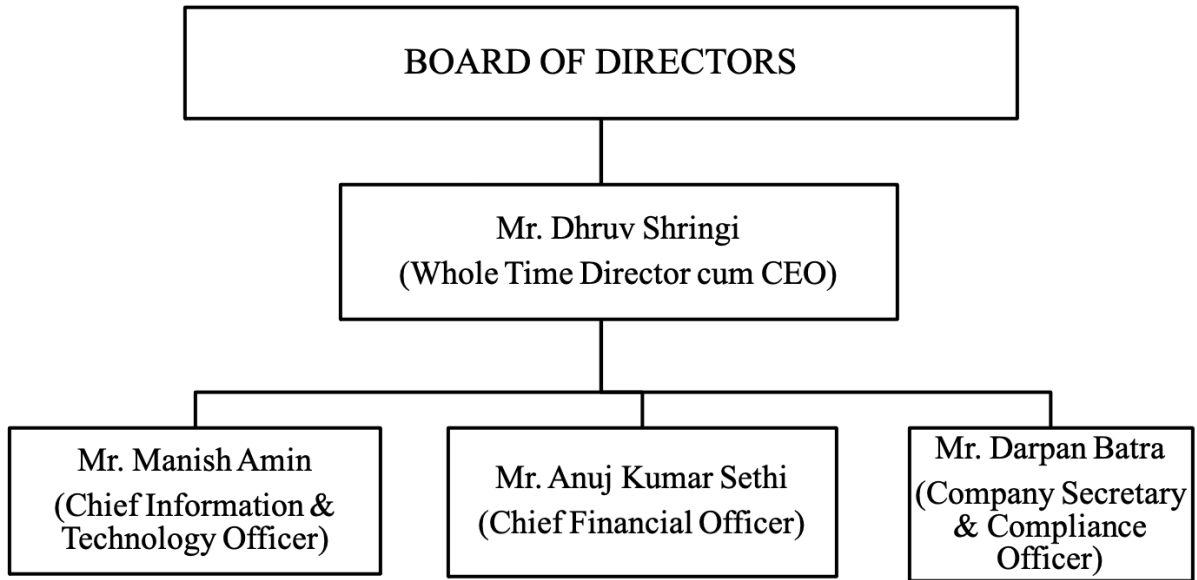 BOARD OF DIRECTORS
Mr. Dhruv Shringi
(Whole Time Director cum CEO)
Mr. Manish Amin
(Chief Information &
Technology Officer)
Mr. Anuj Kumar Sethi
(Chief Financial Officer)
Mr. Darpan Batra
(Company Secretary
& Compliance
Officer)